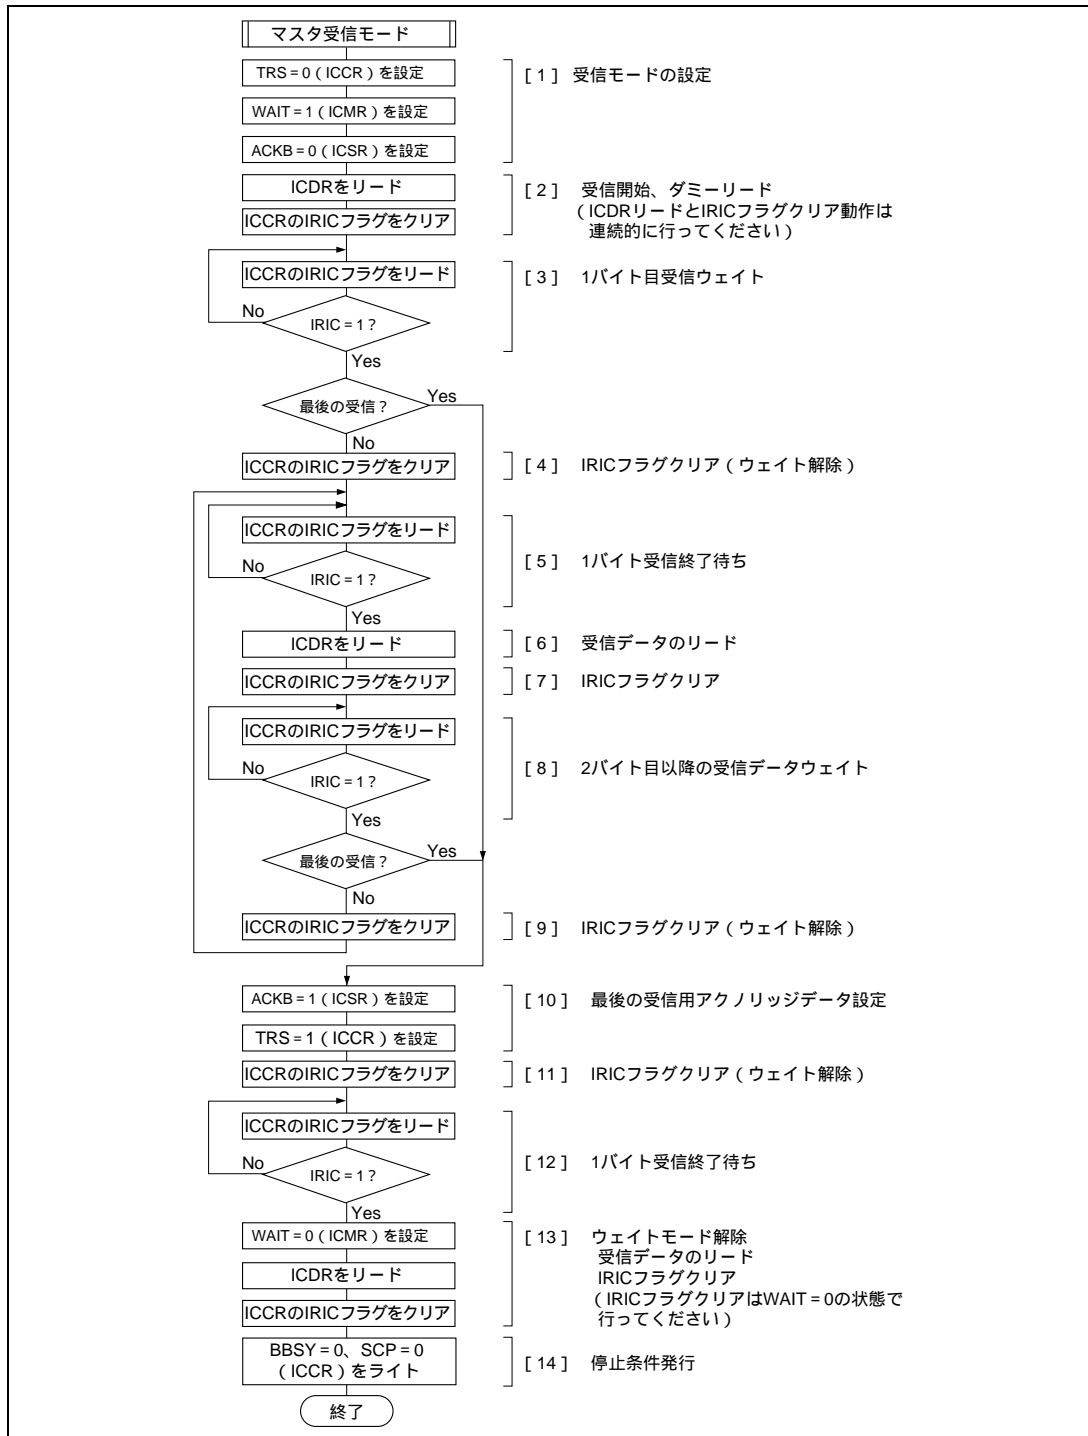 マスタ受信モード
TRS = 0 ( ICCR ) を設定
[ 1 ] 受信モードの設定
WAIT = 1 ( ICMR ) を設定
ACKB = 0 ( ICSR ) を設定
ICDRをリード
[ 2 ] 受信開始、ダミーリード
ICCRのIRICフラグをクリア
( ICDRリードとIRICフラグクリア動作は
連続的に行ってください )
ICCRのIRICフラグをリード
[ 3 ] 1バイト目受信ウェイト
No
IRIC = 1 ?
Yes
最後の受信 ?
Yes
No
ICCRのIRICフラグをクリア
[ 4 ] IRICフラグクリア ( ウェイト解除 )
ICCRのIRICフラグをリード
[ 5 ] 1バイト受信終了待ち
No
IRIC = 1 ?
Yes
ICDRをリード
[ 6 ] 受信データのリード
ICCRのIRICフラグをクリア
[ 7 ] IRICフラグクリア
ICCRのIRICフラグをリード
[ 8 ] 2バイト目以降の受信データウェイト
No
IRIC = 1 ?
Yes
最後の受信 ?
Yes
No
ICCRのIRICフラグをクリア
[ 9 ] IRICフラグクリア ( ウェイト解除 )
ACKB = 1 ( ICSR ) を設定
[ 10 ] 最後の受信用アクノリッジデータ設定
TRS = 1 ( ICCR ) を設定
ICCRのIRICフラグをクリア
[ 11 ] IRICフラグクリア ( ウェイト解除 )
ICCRのIRICフラグをリード
[ 12 ] 1バイト受信終了待ち
No
IRIC = 1 ?
Yes
WAIT = 0 ( ICMR ) を設定
[ 13 ] ウェイトモード解除
受信データのリード
ICDRをリード
IRICフラグクリア
( IRICフラグクリアはWAIT = 0の状態で
行ってください )
ICCRのIRICフラグをクリア
BBSY = 0、SCP = 0
( ICCR ) をライト
[ 14 ] 停止条件発行
終了